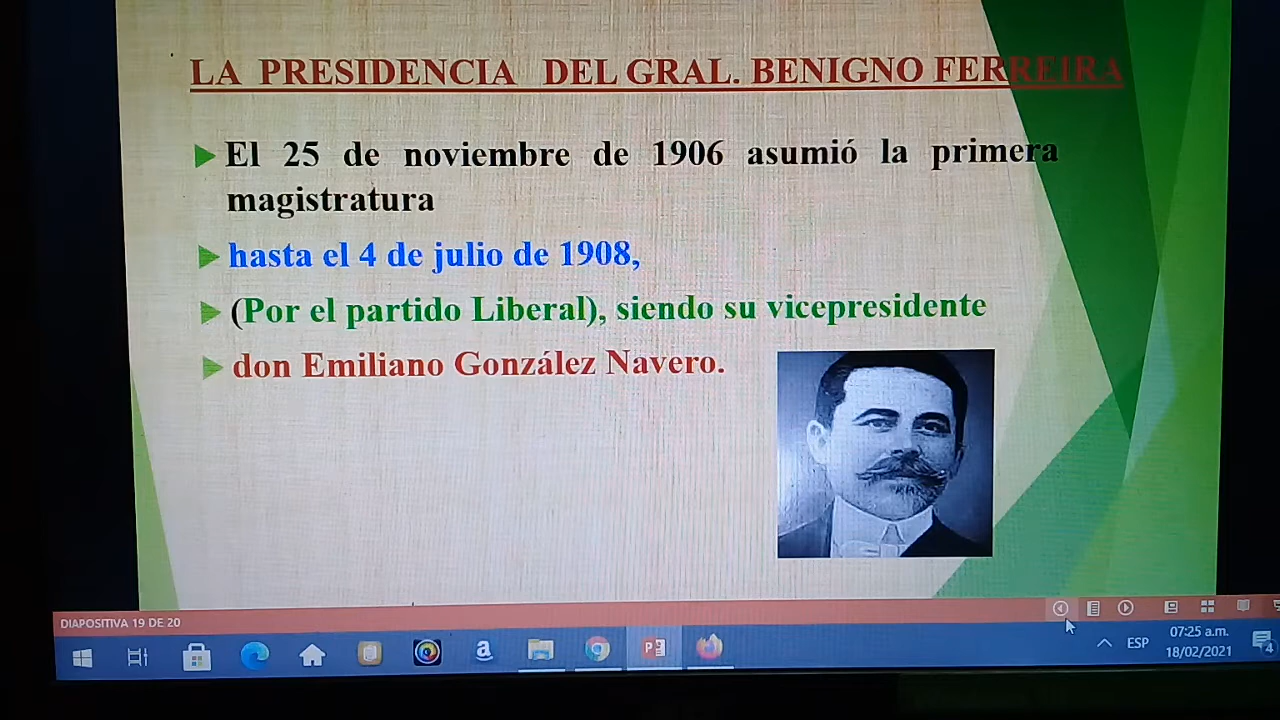 LA PRESIDENCIA DEL GRAL. BENIGNO FERREIRA
El 25 de noviembre de 1906 asumió la primera
magistratura
hasta el 4 de julio de 1908,
(Por el partido Liberal), siendo su vicepresidente
don Emiliano González Navero.
DIAPOSITIVA 19 DE 20
ESP
07:25 a.m.
18/02/2021
4